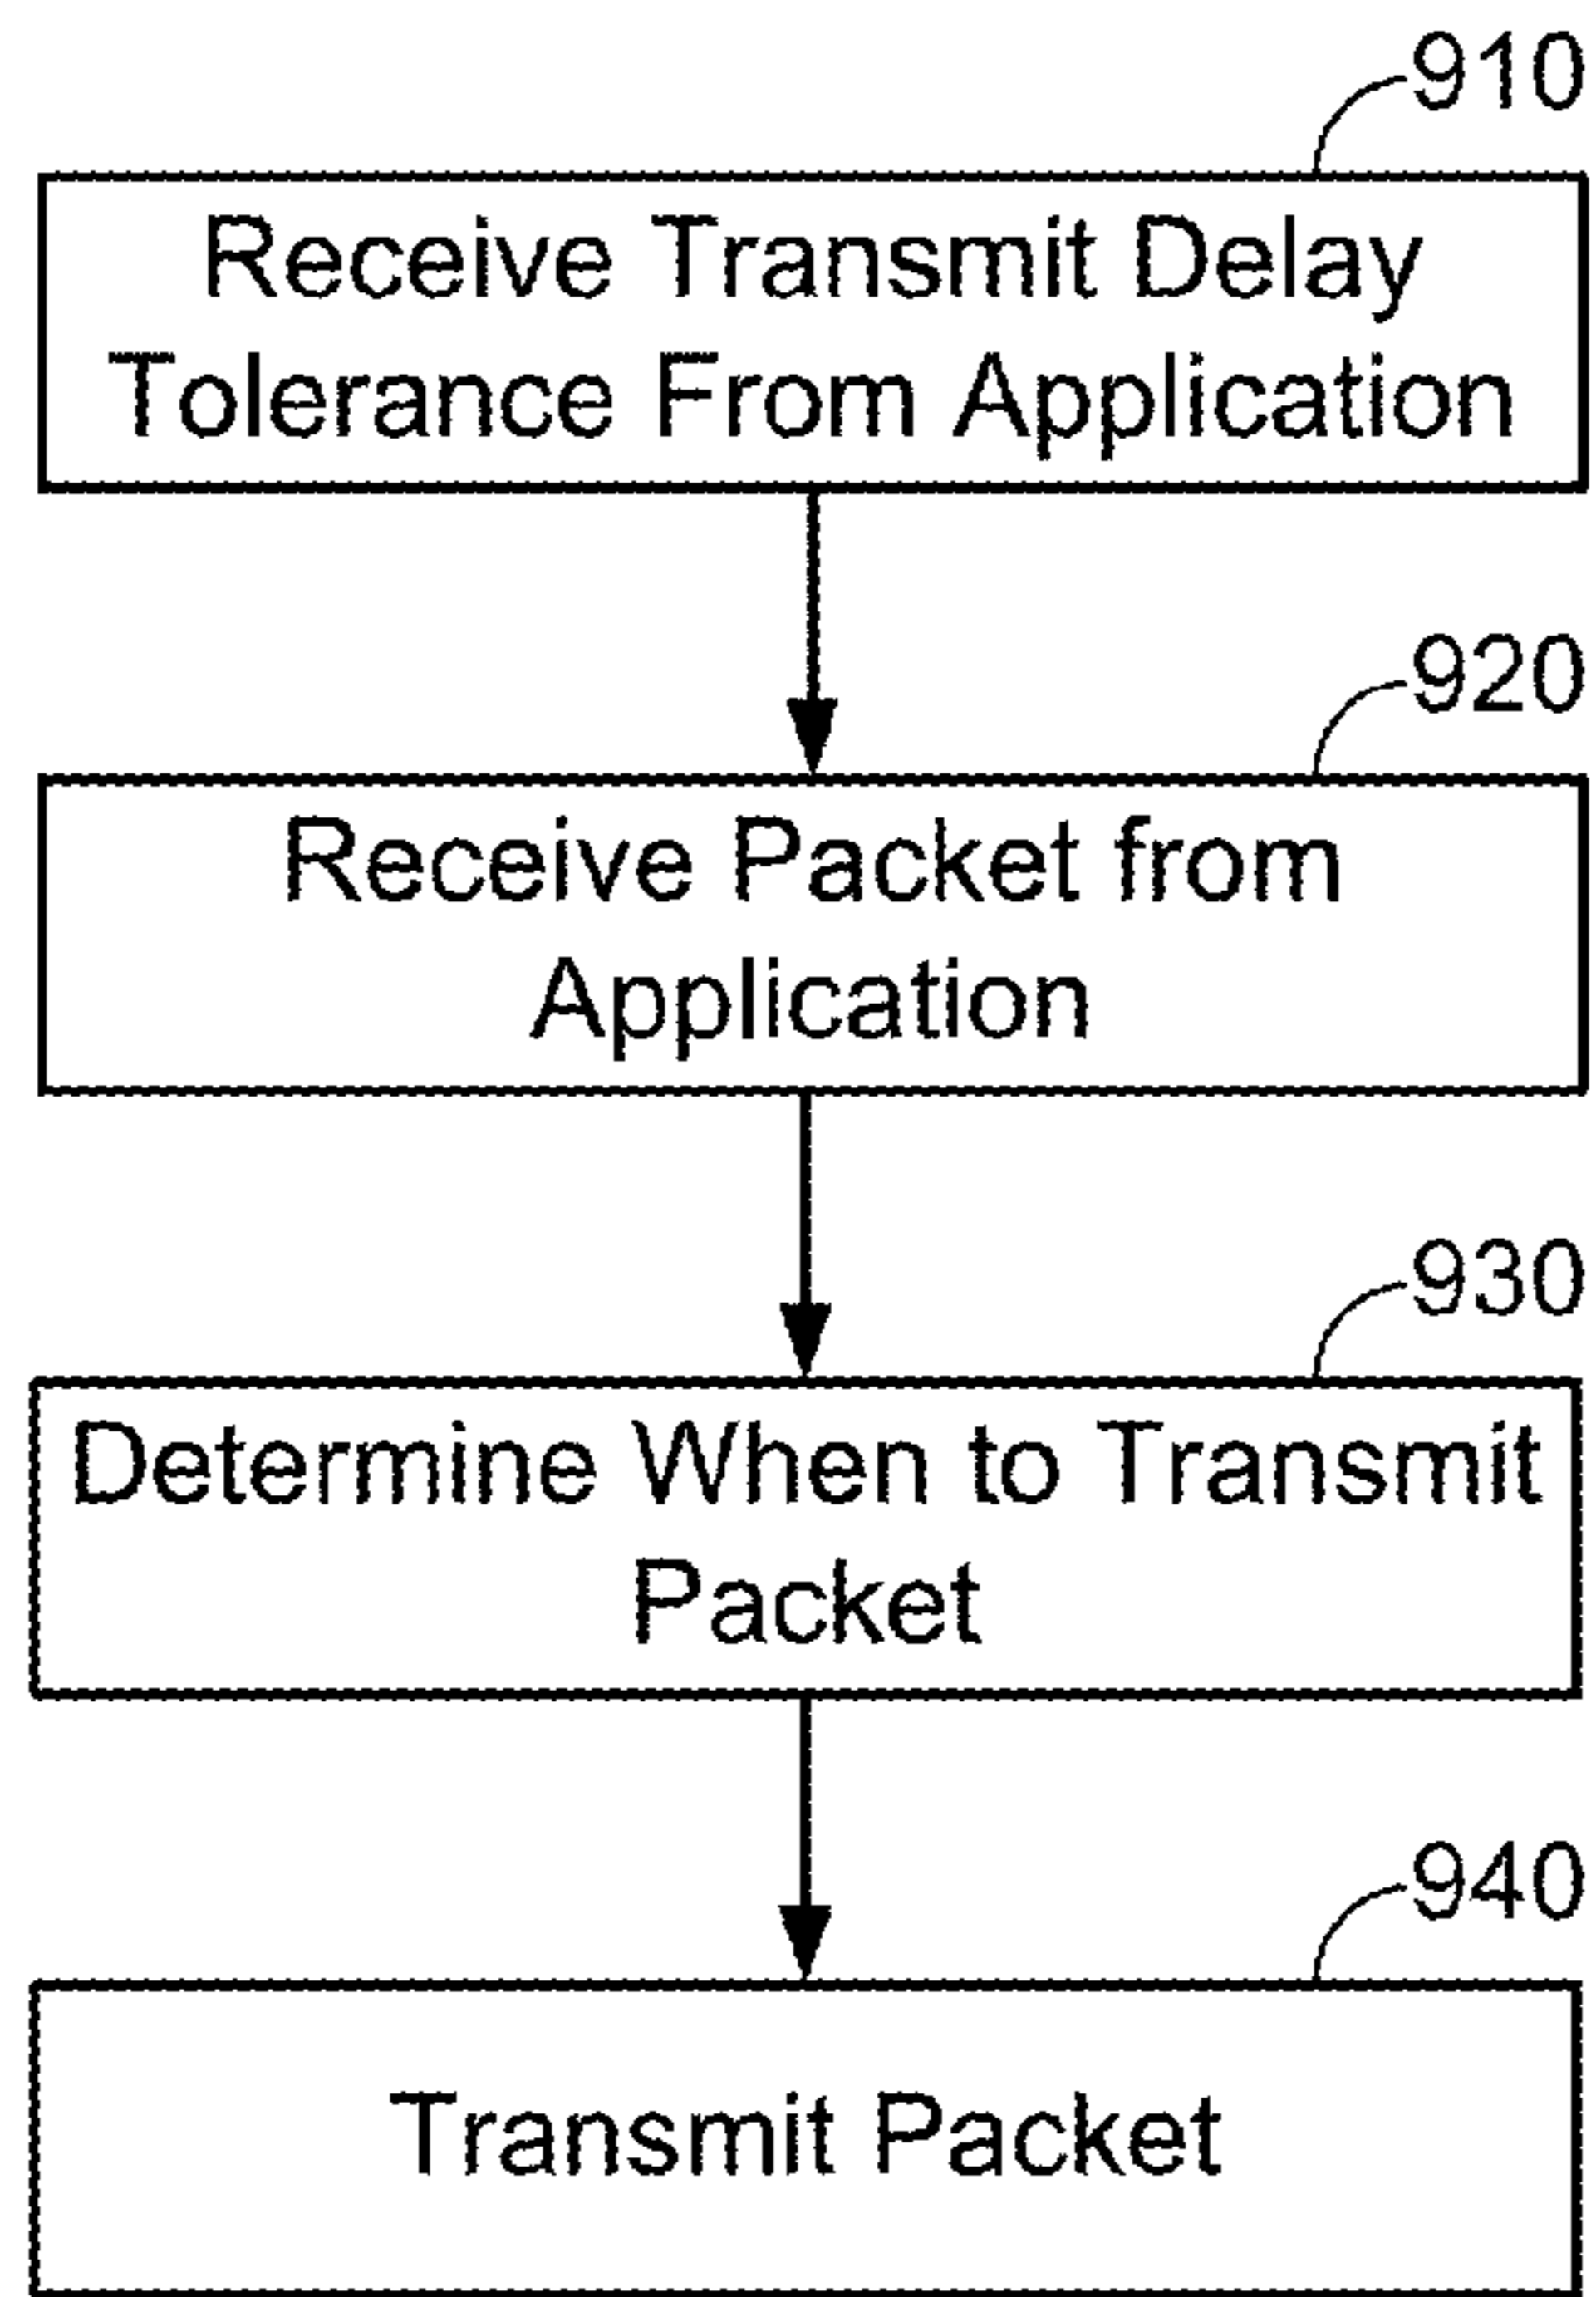 910
Receive Transmit Delay
Tolerance From Application
920
Receive Packet from
Application
930
Determine When to Transmit
Packet
940
Transmit Packet